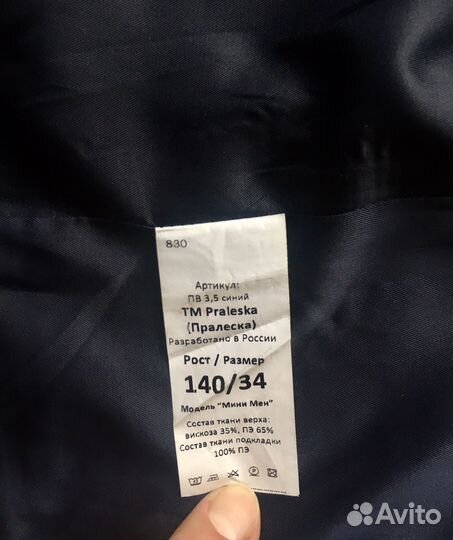 830
Артикул:
ПВ 3,5 синий
ТМ Praleska
(Пралеска)
Разработано в России
Рост / Размер
140/34
Модель "Мини Мен"
Состав ткани верха:
вискоза 35%, ПЭ 65%
Состав ткани подкладки
100% ПЭ
Avito